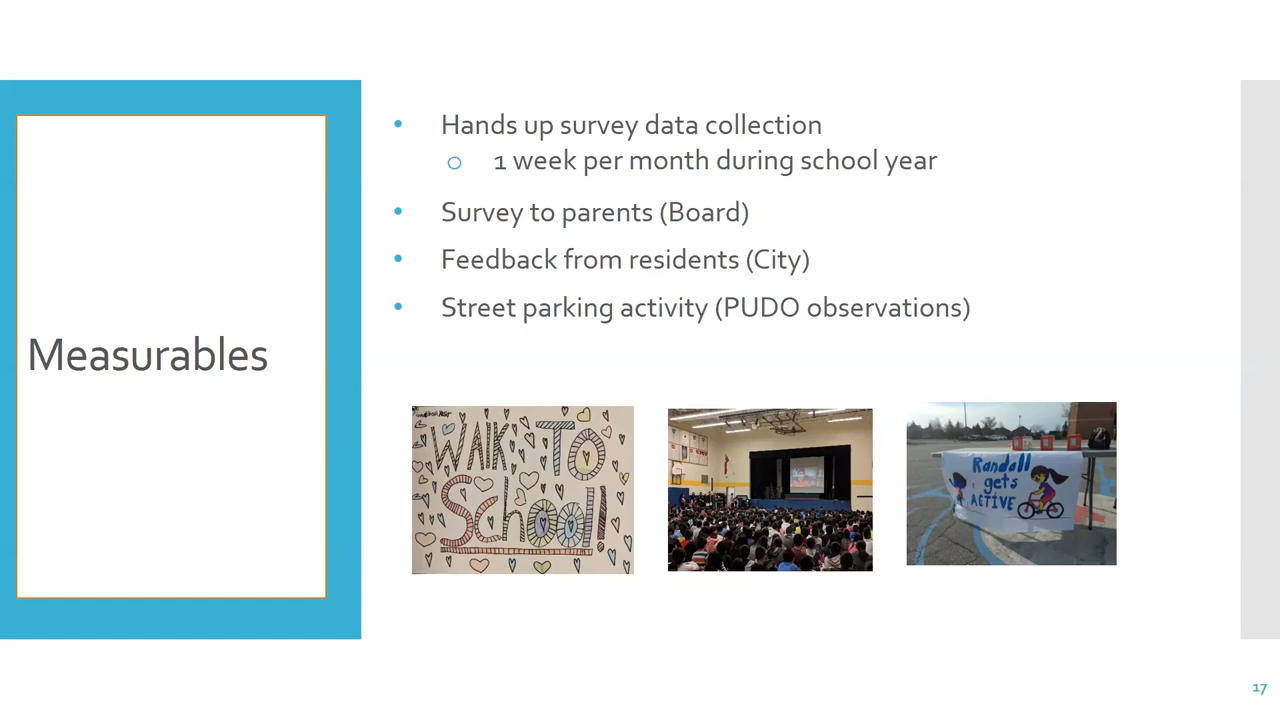 Measurables
• Hands up survey data collection
o 1 week per month during school year
• Survey to parents (Board)
• Feedback from residents (City)
• Street parking activity (PUDO observations)
WALK TO
School!
Randall
gets
ACTIVE
17